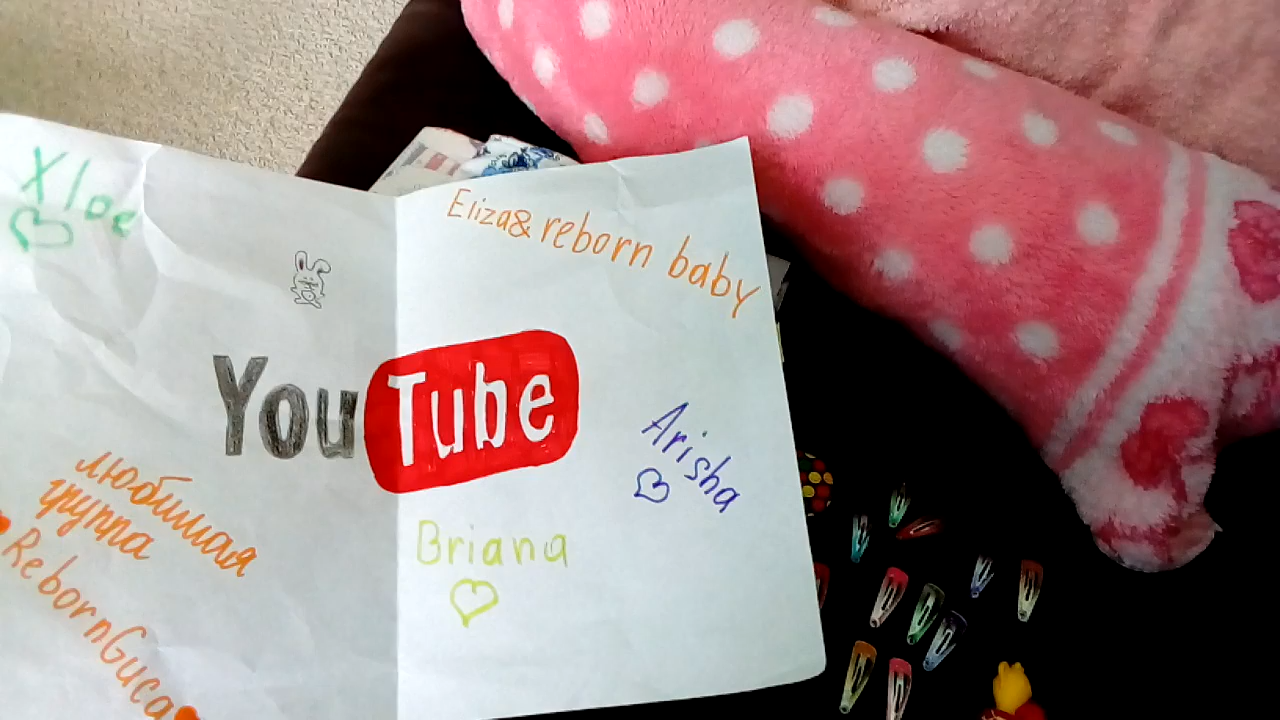 Xloe
Eliza&reborn baby
YouTube
Arisha
любимая
группа
RebornGuca
Briana